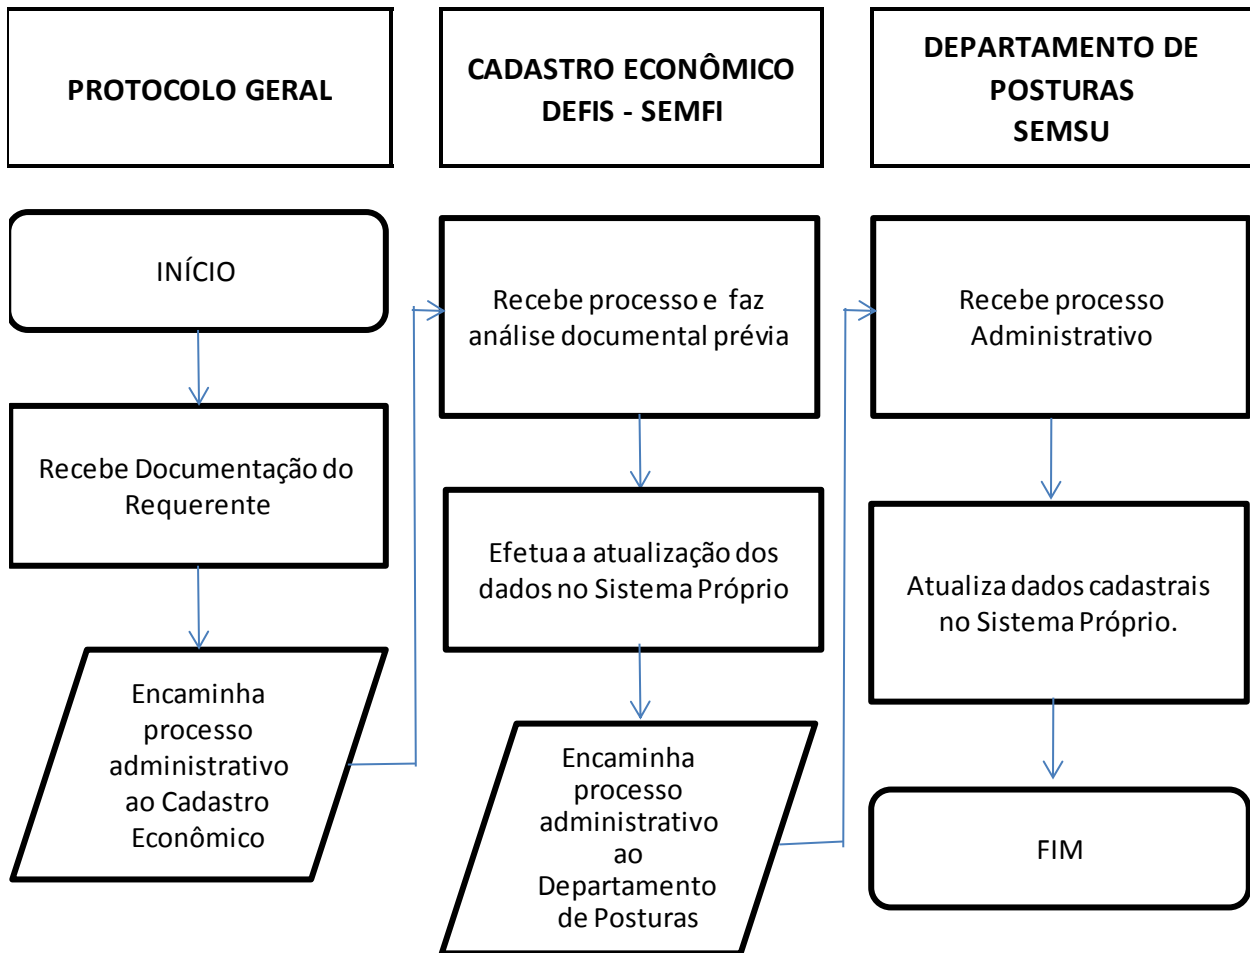 PROTOCOLO GERAL
CADASTRO ECONÔMICO
DEFIS - SEMFI
DEPARTAMENTO DE
POSTURAS
SEMSU
INÍCIO
Recebe Documentação do
Requerente
Encaminha
processo
administrativo
ao Cadastro
Econômico
Recebe processo e faz
análise documental prévia
Efetua a atualização dos
dados no Sistema Próprio
Encaminha
processo
administrativo
ao
Departamento
de Posturas
Recebe processo
Administrativo
Atualiza dados cadastrais
no Sistema Próprio.
FIM